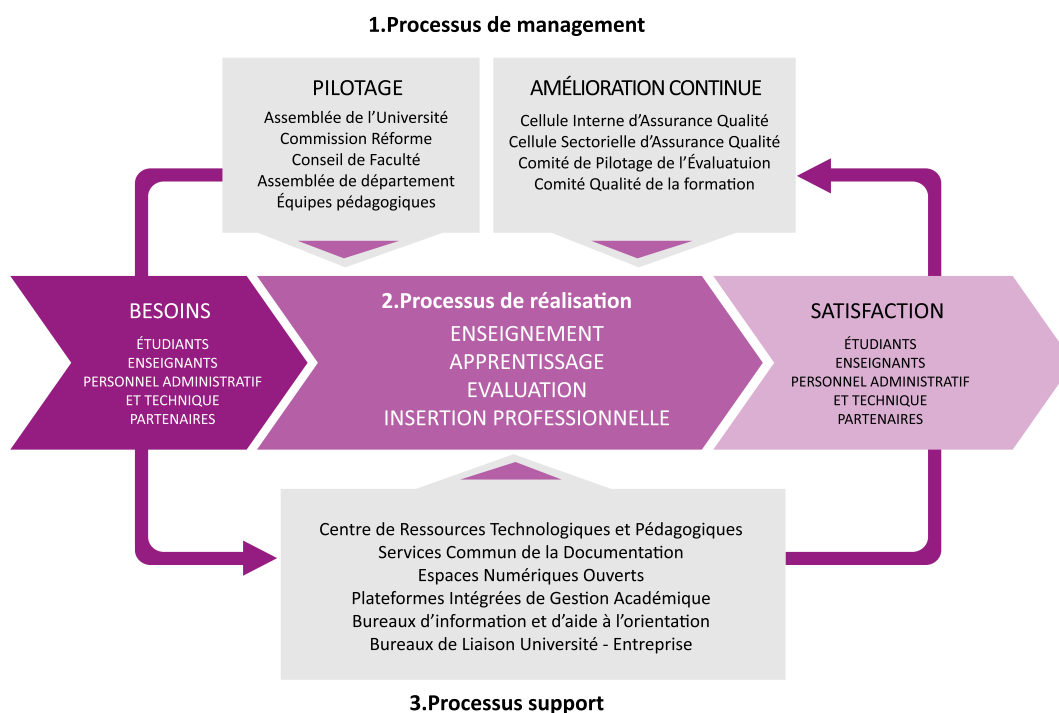 1.Processus de management
PILOTAGE
Assemblée de l’Université
Commission Réforme
Conseil de Faculté
Assemblée de département
Équipes pédagogiques
AMÉLIORATION CONTINUE
Cellule Interne d’Assurance Qualité
Cellule Sectorielle d’Assurance Qualité
Comité de Pilotage de l’Évaluatuion
Comité Qualité de la formation
BESOINS
ÉTUDIANTS
ENSEIGNANTS
PERSONNEL ADMINISTRATIF
ET TECHNIQUE
PARTENAIRES
2.Processus de réalisation
ENSEIGNEMENT
APPRENTISSAGE
EVALUATION
INSERTION PROFESSIONNELLE
SATISFACTION
ÉTUDIANTS
ENSEIGNANTS
PERSONNEL ADMINISTRATIF
ET TECHNIQUE
PARTENAIRES
Centre de Ressources Technologiques et Pédagogiques
Services Commun de la Documentation
Espaces Numériques Ouverts
Plateformes Intégrées de Gestion Académique
Bureaux d’information et d’aide à l’orientation
Bureaux de Liaison Université - Entreprise
3.Processus support